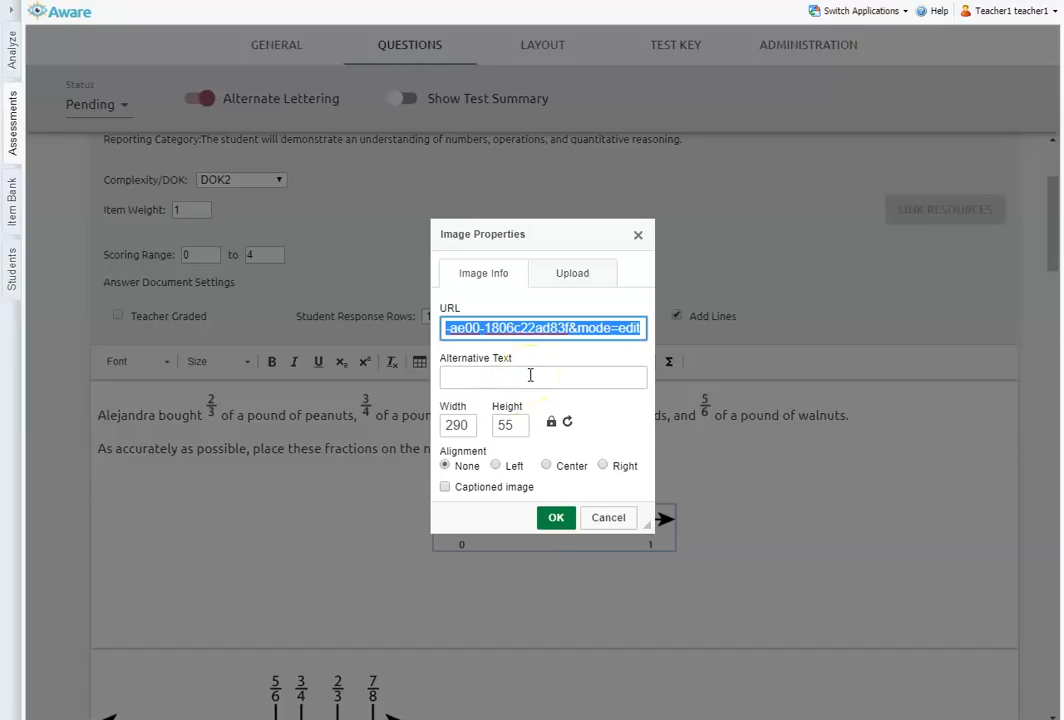 Aware
Switch Applications
Help
Teacher1 teacher1
Analyze
Assessments
Item Bank
Students
GENERAL
QUESTIONS
LAYOUT
TEST KEY
ADMINISTRATION
Status
Pending
Alternate Lettering
Show Test Summary
Reporting Category:The student will demonstrate an understanding of numbers, operations, and quantitative reasoning.
Complexity/DOK: DOK2
Item Weight: 1
LINK RESOURCES
Scoring Range: 0 to 4
Answer Document Settings
Teacher Graded
Student Response Rows: 1
Add Lines
Font
Size
B I U x₂ x² Ix
Σ
Image Properties
Image Info
Upload
URL
-ae00-1806c22ad83f&mode=edit
Alternative Text
Width
Height
290
55
Alignment
None
Left
Center
Right
Captioned image
OK
Cancel
Alejandra bought 2/3 of a pound of peanuts, 3/4 of a pou
ds, and 5/6 of a pound of walnuts.
As accurately as possible, place these fractions on the n
0
1
5/6 3/4 2/3 7/8